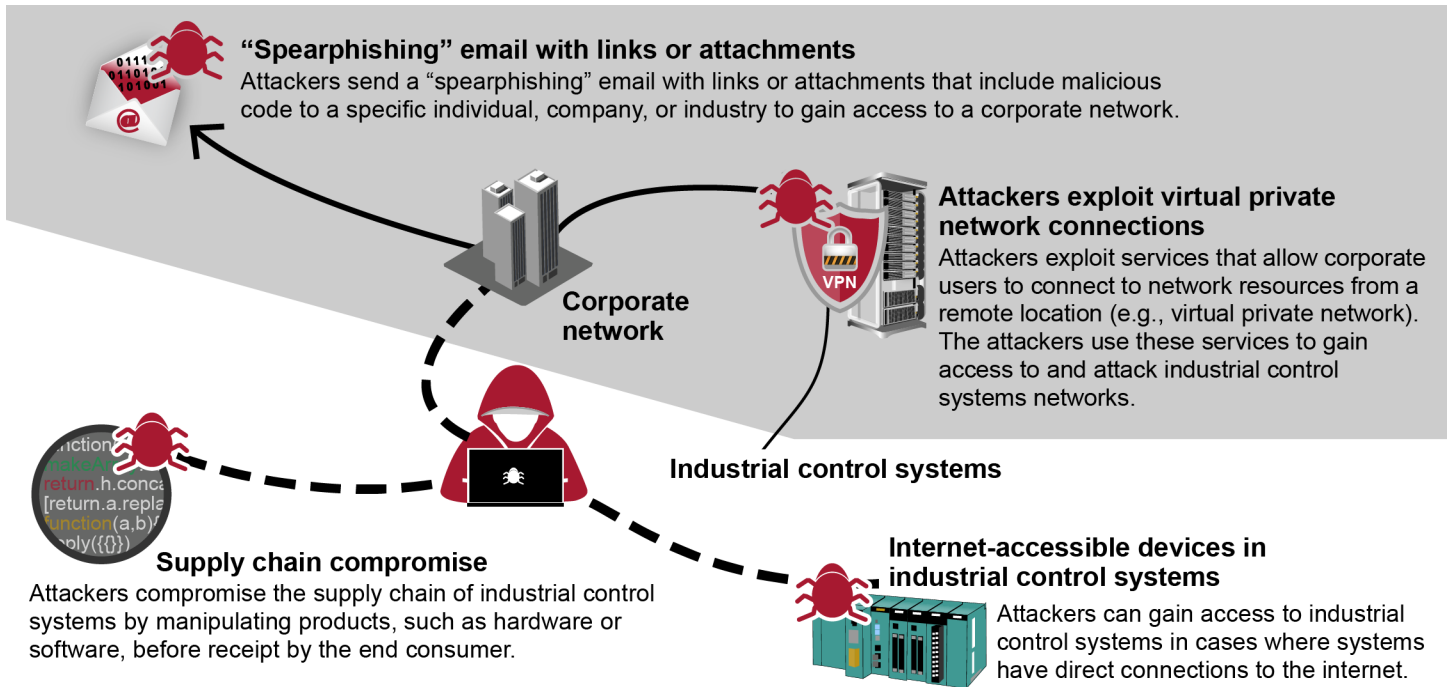 0111
011010
101001
@
“Spearphishing” email with links or attachments
Attackers send a “spearphishing” email with links or attachments that include malicious
code to a specific individual, company, or industry to gain access to a corporate network.
VPN
Attackers exploit virtual private
network connections
Attackers exploit services that allow corporate
users to connect to network resources from a
remote location (e.g., virtual private network).
The attackers use these services to gain
access to and attack industrial control
systems networks.
Corporate
network
Industrial control systems
return.h.conca
[return.a.repla
function(a,b)
pply({{}})
Supply chain compromise
Attackers compromise the supply chain of industrial control
systems by manipulating products, such as hardware or
software, before receipt by the end consumer.
Internet-accessible devices in
industrial control systems
Attackers can gain access to industrial
control systems in cases where systems
have direct connections to the internet.